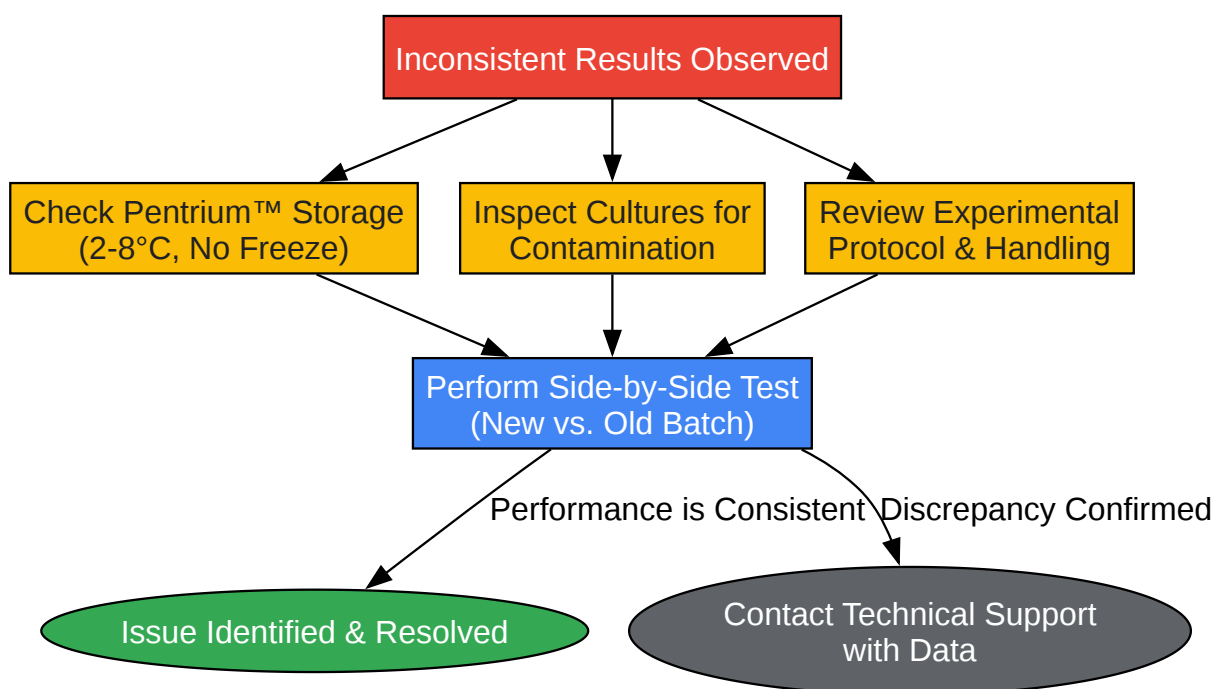 Inconsistent Results Observed
Check Pentrium™ Storage
(2-8°C, No Freeze)
Inspect Cultures for
Contamination
Review Experimental
Protocol & Handling
Perform Side-by-Side Test
(New vs. Old Batch)
Performance is Consistent
Discrepancy Confirmed
Issue Identified & Resolved
Contact Technical Support
with Data